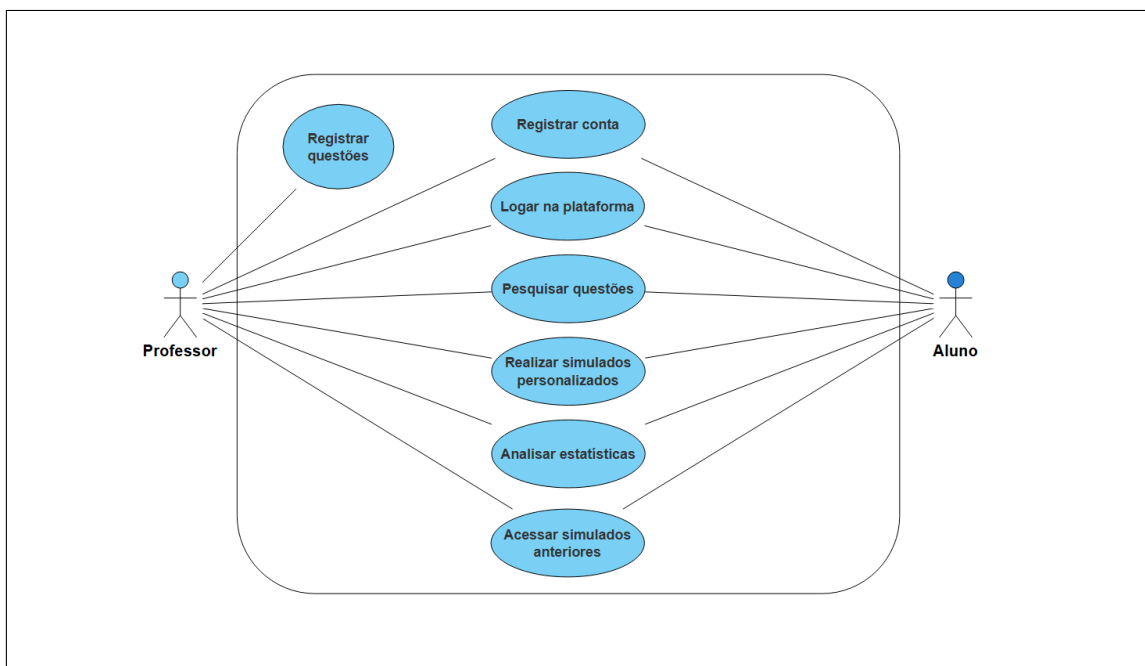 Registrar
questões
Registrar conta
Logar na plataforma
Pesquisar questões
Professor
Aluno
Realizar simulados
personalizados
Analisar estatísticas
Acessar simulados
anteriores